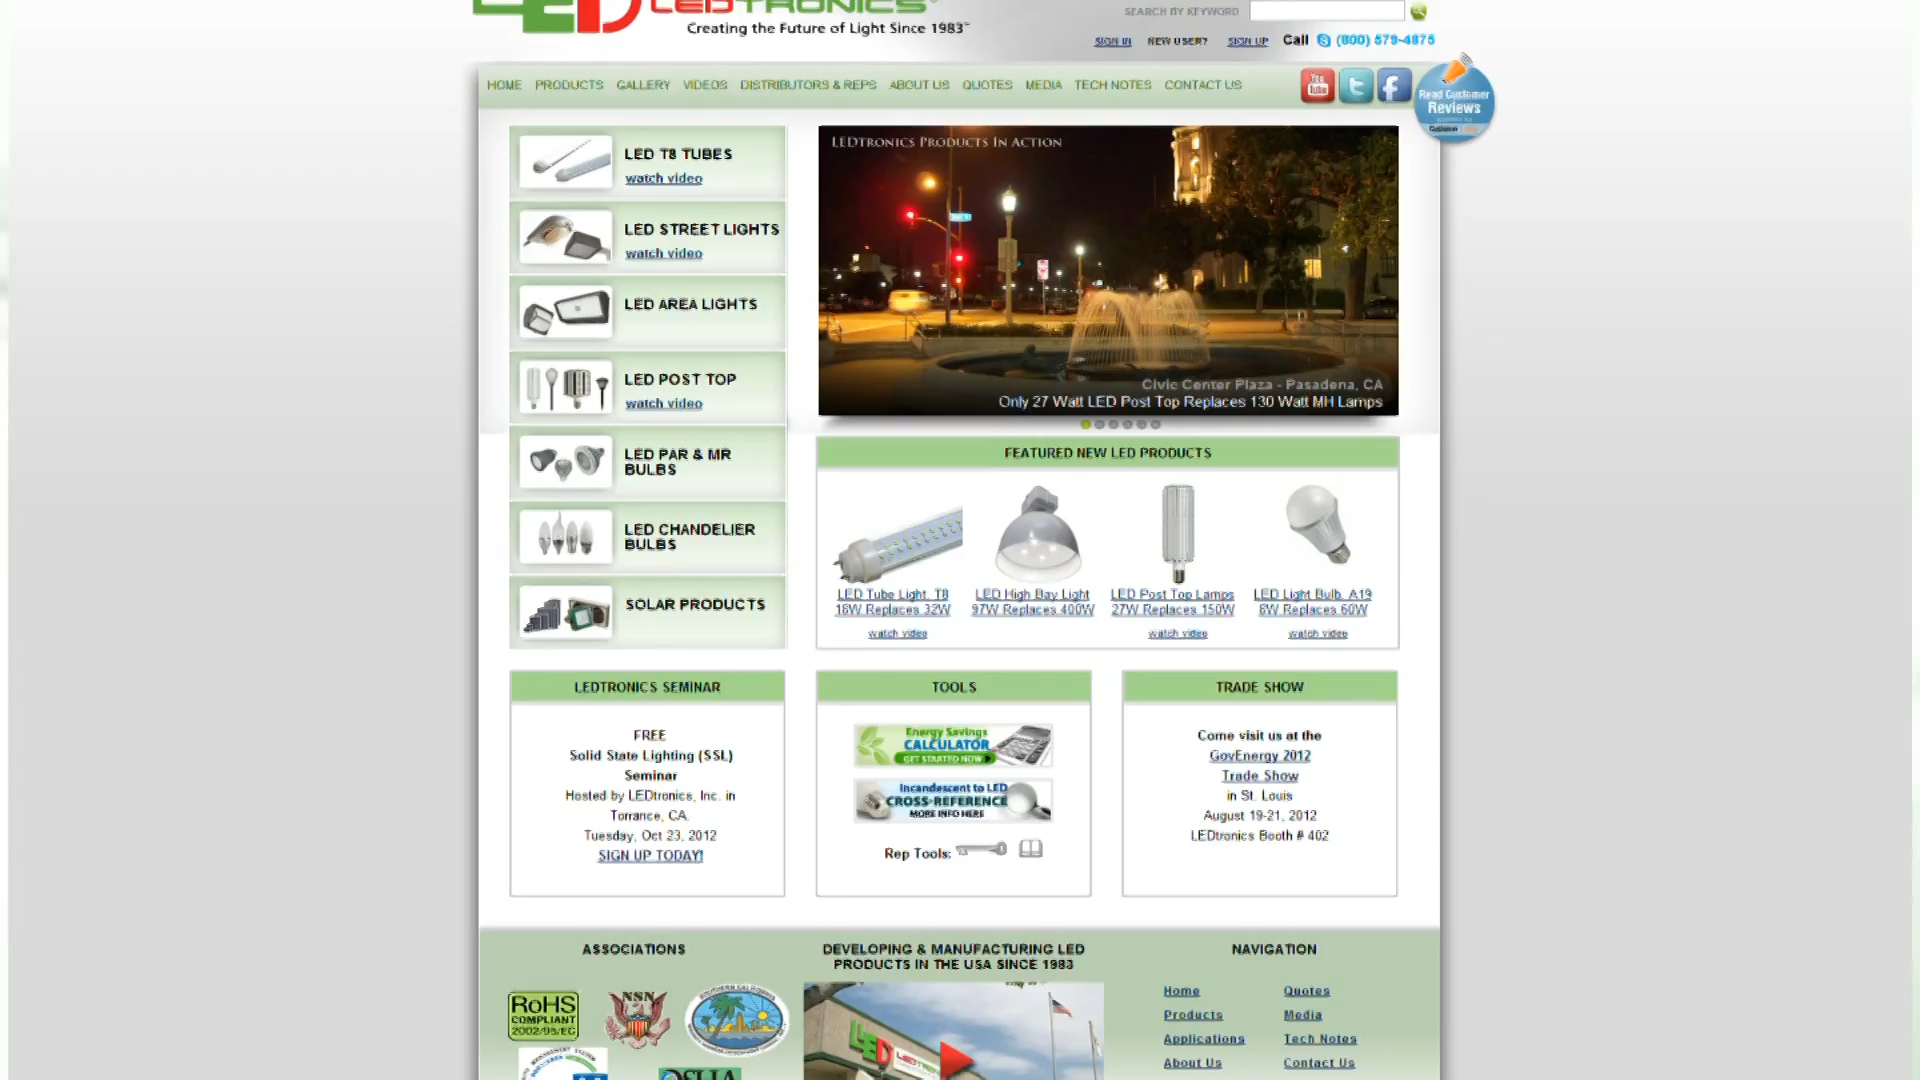 LEDTRONICS®
Creating the Future of Light Since 1983
SEARCH BY KEYWORD
SIGN IN NEW USER? SIGN UP Call (800) 579-4875
HOME PRODUCTS GALLERY VIDEOS DISTRIBUTORS & REPS ABOUT US QUOTES MEDIA TECH NOTES CONTACT US
You Tube
Read Customer
Reviews
LED T8 TUBES
watch video
LED STREET LIGHTS
watch video
LED AREA LIGHTS
LED POST TOP
watch video
LED PAR & MR
BULBS
LED CHANDELIER
BULBS
SOLAR PRODUCTS
LEDTRONICS PRODUCTS IN ACTION
Civic Center Plaza - Pasadena, CA
Only 27 Watt LED Post Top Replaces 130 Watt MH Lamps
FEATURED NEW LED PRODUCTS
LED Tube Light, T8
18W Replaces 32W
watch video
LED High Bay Light
97W Replaces 400W
LED Post Top Lamps
27W Replaces 150W
watch video
LED Light Bulb, A19
8W Replaces 60W
watch video
LEDTRONICS SEMINAR
FREE
Solid State Lighting (SSL)
Seminar
Hosted by LEDtronics, Inc. in
Torrance, CA.
Tuesday, Oct 23, 2012
SIGN UP TODAY!
TOOLS
Energy Savings
CALCULATOR
GET STARTED NOW
Incandescent to LED
CROSS-REFERENCE
MORE INFO HERE
Rep Tools:
TRADE SHOW
Come visit us at the
GovEnergy 2012
Trade Show
in St. Louis
August 19-21, 2012
LEDtronics Booth # 402
ASSOCIATIONS
RoHS
COMPLIANT
2002/95/EC
NSN
DEVELOPING & MANUFACTURING LED
PRODUCTS IN THE USA SINCE 1983
LED
NAVIGATION
Home
Products
Applications
About Us
Quotes
Media
Tech Notes
Contact Us